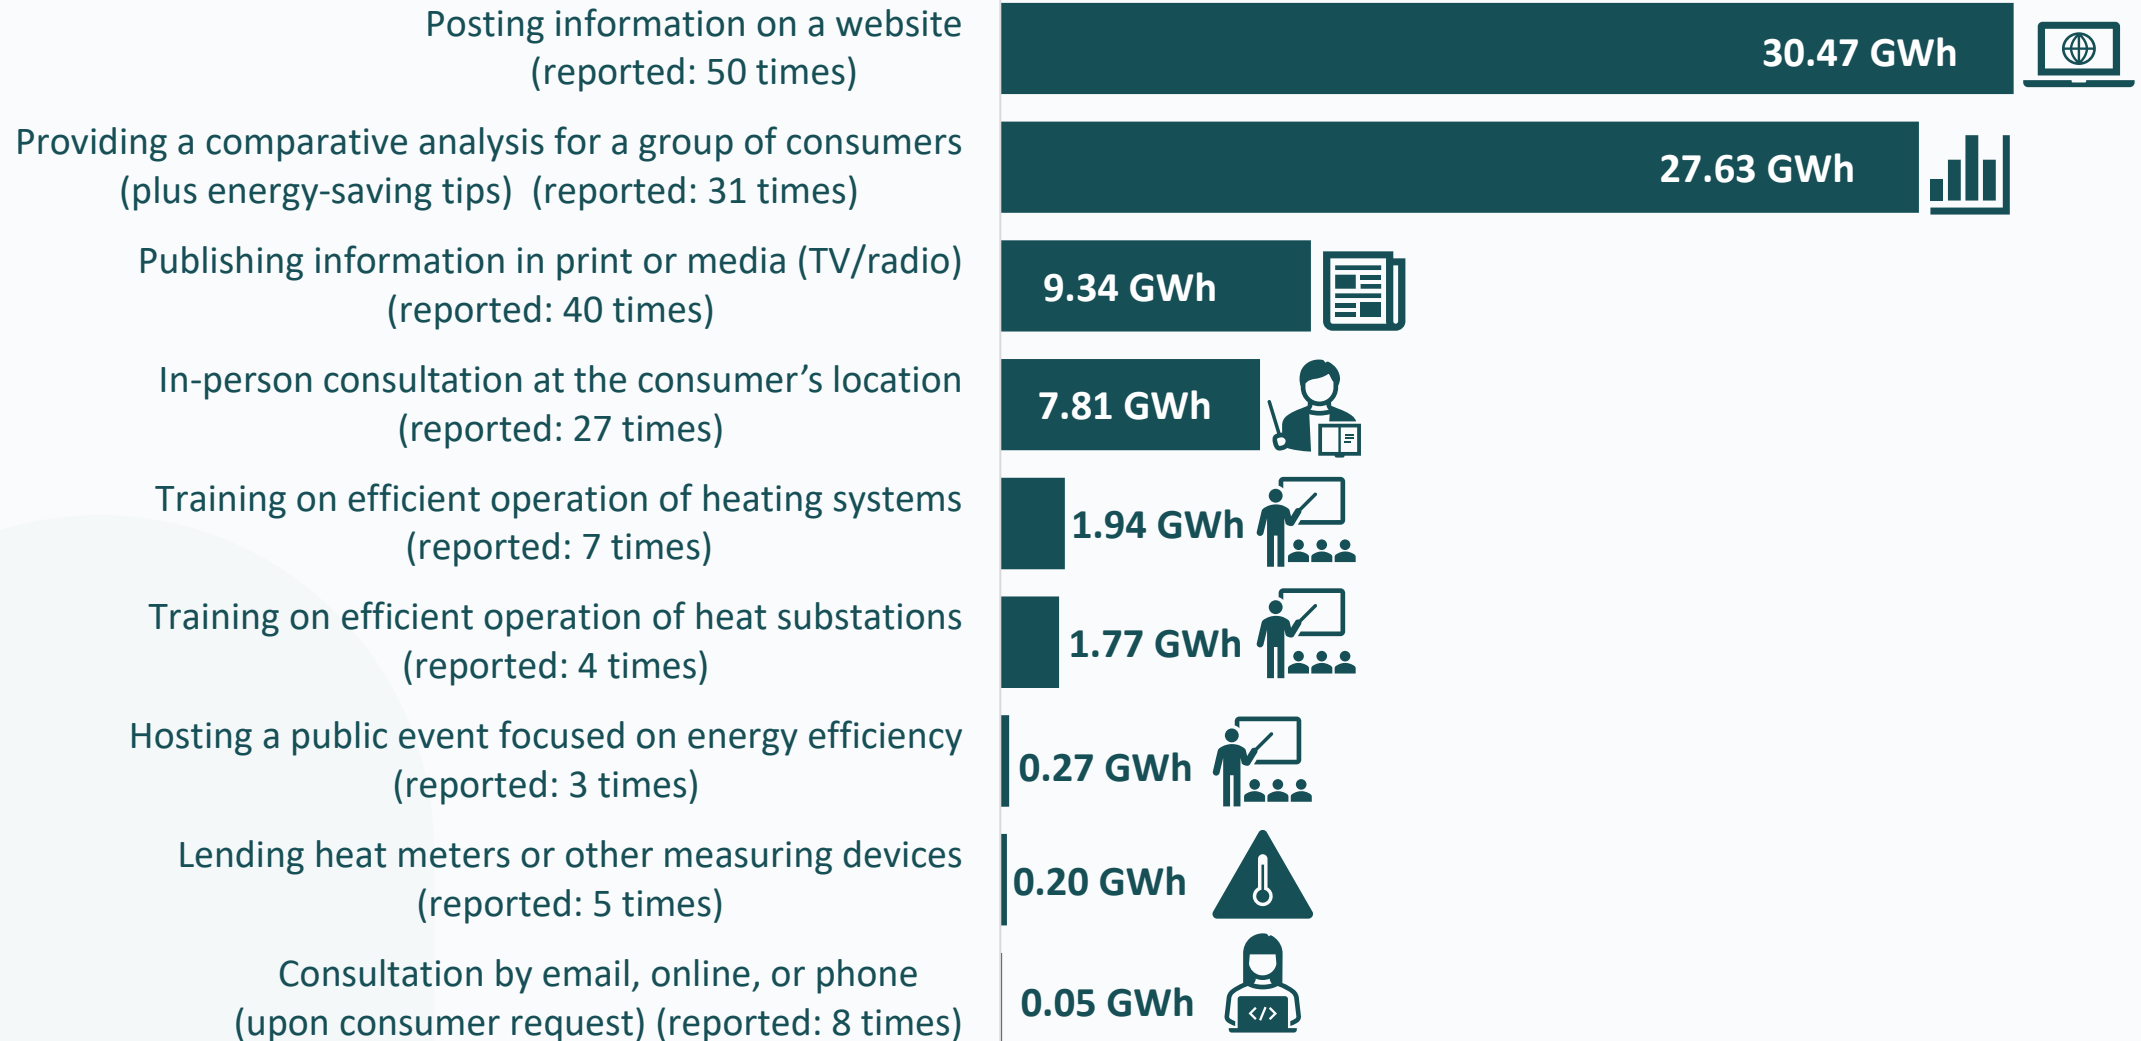 Posting information on a website
(reported: 50 times)
30.47 GWh
Providing a comparative analysis for a group of consumers
(plus energy-saving tips) (reported: 31 times)
27.63 GWh
Publishing information in print or media (TV/radio)
(reported: 40 times)
9.34 GWh
In-person consultation at the consumer’s location
(reported: 27 times)
7.81 GWh
Training on efficient operation of heating systems
(reported: 7 times)
1.94 GWh
Training on efficient operation of heat substations
(reported: 4 times)
1.77 GWh
Hosting a public event focused on energy efficiency
(reported: 3 times)
0.27 GWh
Lending heat meters or other measuring devices
(reported: 5 times)
0.20 GWh
Consultation by email, online, or phone
(upon consumer request) (reported: 8 times)
0.05 GWh
</>